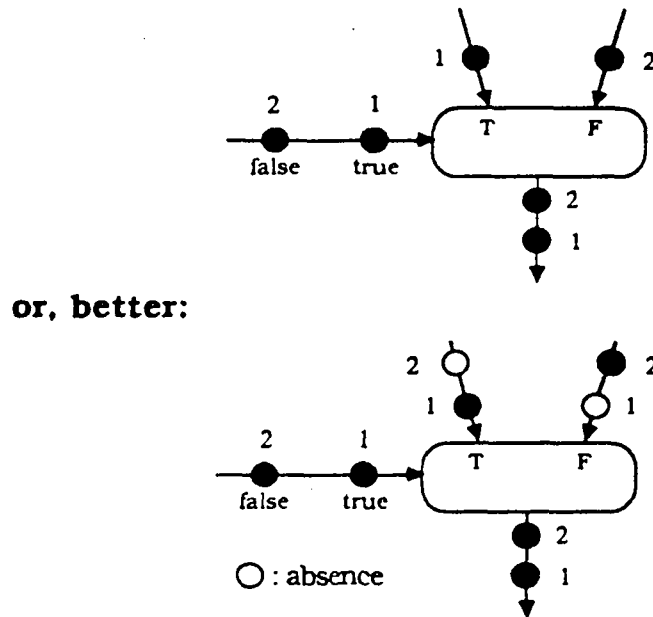 1 2
2 1 T F
false true
2
1
or, better:
2 2
1 1
2 1 T F
false true
2
○ : absence 1